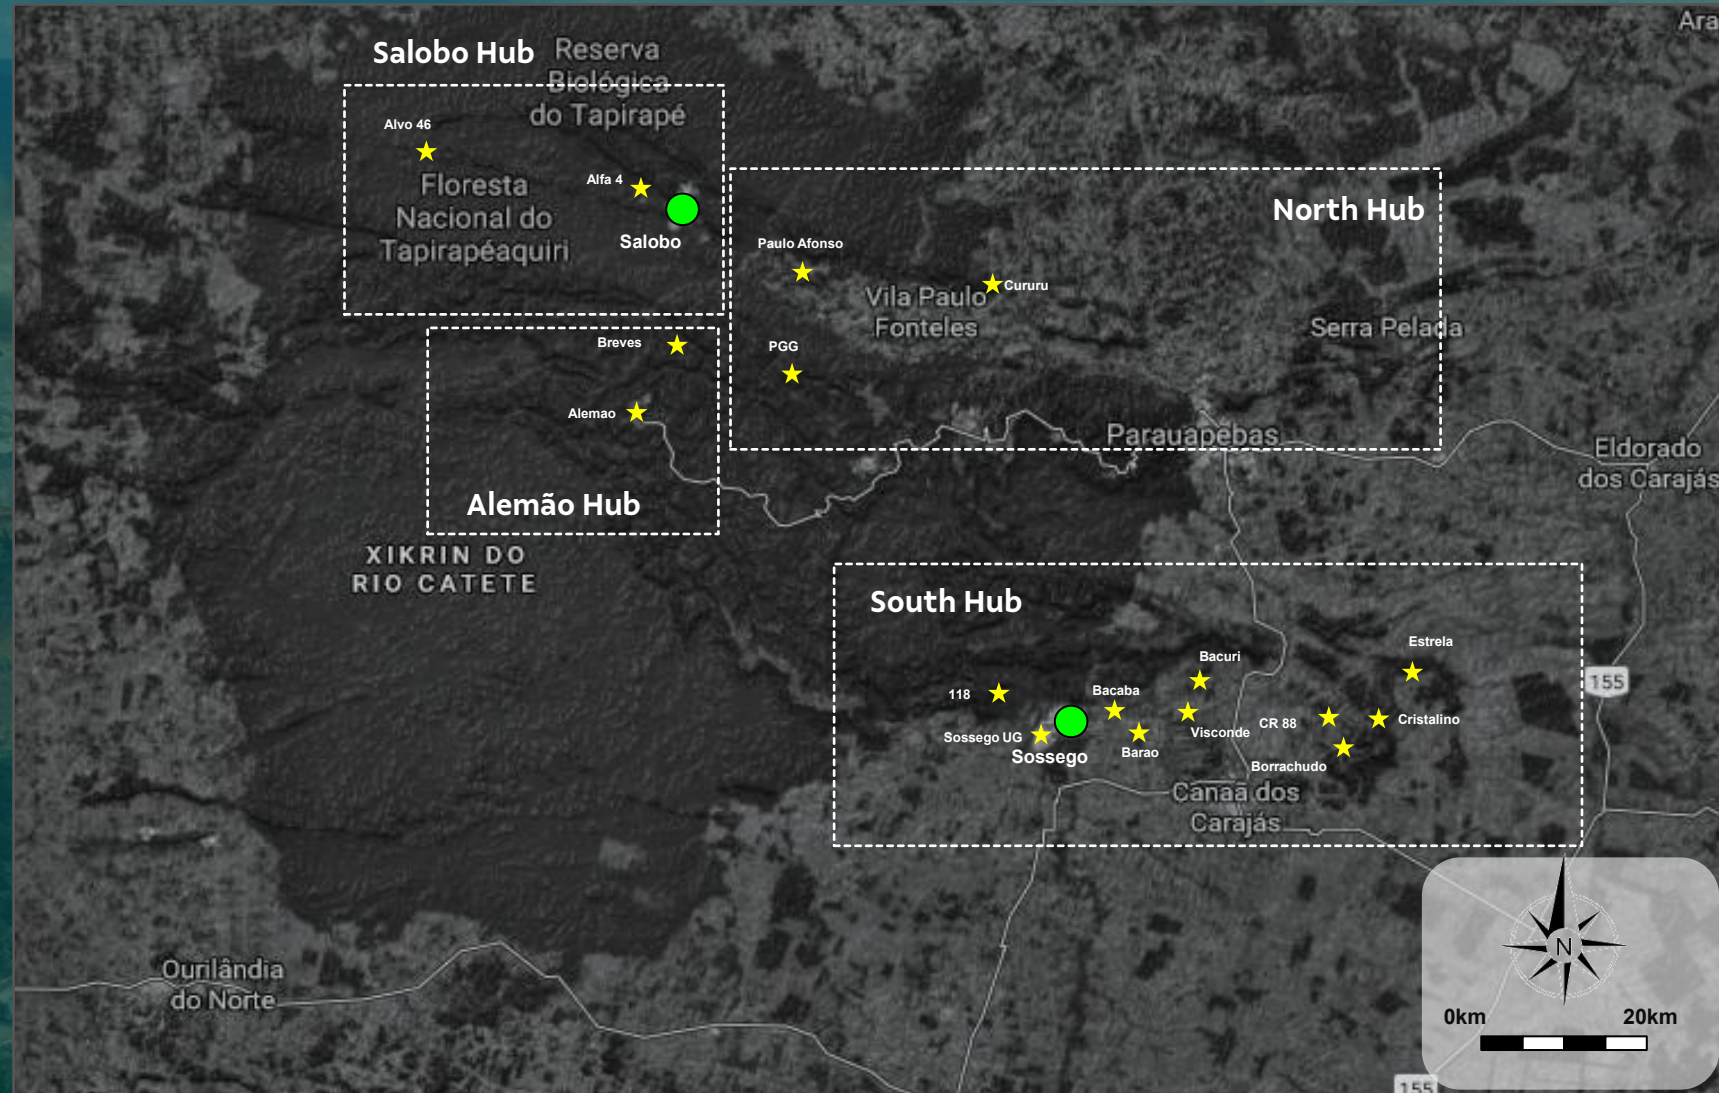 Ara
Salobo Hub
Reserva
Biológica
do Tapirapé
Alvo 46
Alfa 4
Floresta
Nacional do
Tapirapéaquiri
Salobo
North Hub
Paulo Afonso
Cururu
Vila Paulo
Fonteles
Serra Pelada
Breves
PGG
Alemao
Parauapebas
Eldorado
dos Carajás
Alemão Hub
XIKRIN DO
RIO CATETE
South Hub
Estrela
Bacuri
155
118
Bacaba
CR 88
Cristalino
Sossego UG
Visconde
Sossego
Barao
Borrachudo
Canaã dos
Carajás
N
Ourilândia
do Norte
0km 20km
155